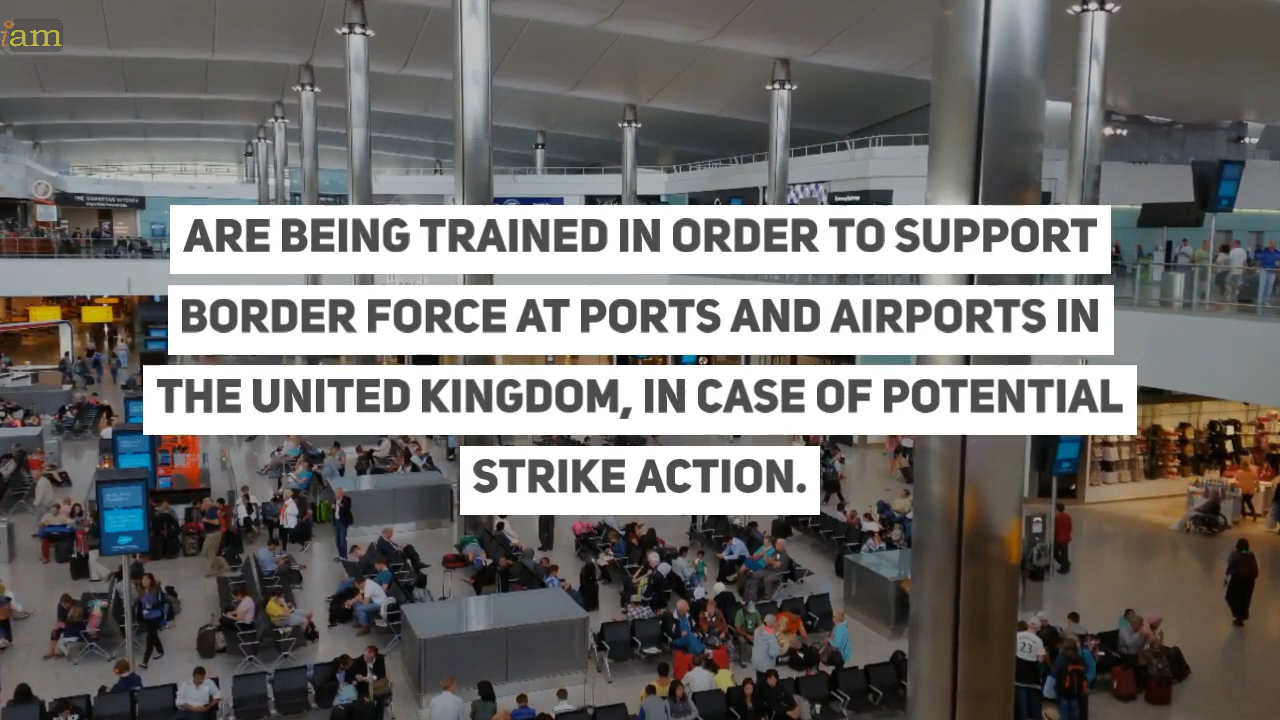 iam
ARE BEING TRAINED IN ORDER TO SUPPORT
BORDER FORCE AT PORTS AND AIRPORTS IN
THE UNITED KINGDOM, IN CASE OF POTENTIAL
STRIKE ACTION.
23